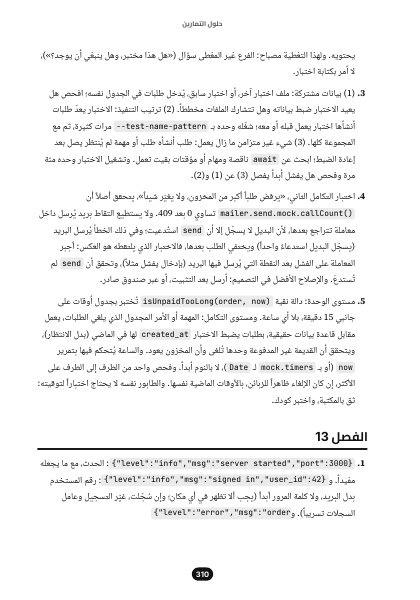 حلول التمارين
يحتويه. ولهذا التغطية مصباح: الفرع غير المغطى سؤال («هل هذا مختبر، وهل ينبغي أن يوجد؟»)،
لا أمر بكتابة اختبار.
3. (1) بيانات مشتركة: ملف اختبار آخر، أو اختبار سابق، يُدخل طلبات في الجدول نفسه؛ افحص هل
يعيد الاختبار ضبط بياناته وهل تتشارك الملفات مخططاً. (2) ترتيب التنفيذ: الاختبار يعدّ طلبات
أنشأها اختبار يعمل قبله أو معه؛ شغّله وحده بـ --test-name-pattern مرات كثيرة، ثم مع
المجموعة كلها. (3) شيء غير متزامن ما زال يعمل: طلب أنشأه طلب أو مهمة لم يُنتظر يصل بعد
إعادة الضبط؛ ابحث عن await ناقصة ومهام أو مؤقتات بقيت تعمل. وتشغيل الاختبار وحده مئة
مرة وفحص هل يفشل أبداً يفصل (3) عن (1) و(2).
4. اختبار التكامل الثاني، «يرفض طلباً أكبر من المخزون، ولا يغيّر شيئاً»، يتحقق أصلاً أن
mailer.send.mock.callCount() تساوي 0 بعد 409. ولا يستطيع التقاط بريد يُرسل داخل
معاملة تتراجع بعدها، لأن البديل لا يسجّل إلا أن send استُدعيت؛ وفي ذلك الخطأ يُرسل البريد
(يسجّل البديل استدعاءً واحداً) ويختفي الطلب بعدها، فالاختبار الذي يلتقطه هو العكس: أجبر
المعاملة على الفشل بعد النقطة التي يُرسل فيها البريد (بإدخال يفشل مثلاً)، وتحقق أن send لم
تُستدعَ. والإصلاح الأفضل في التصميم: أرسل بعد التثبيت، أو عبر صندوق صادر.
5. مستوى الوحدة: دالة نقية isUnpaidTooLong(order, now) تُختبر بجدول أوقات على
جانبي 15 دقيقة، بلا أي ساعة. ومستوى التكامل: المهمة أو الأمر المجدول الذي يلغي الطلبات، يعمل
مقابل قاعدة بيانات حقيقية، بطلبات يضبط الاختبار created_at لها في الماضي (بدل الانتظار)،
ويتحقق أن القديمة غير المدفوعة وحدها تُلغى وأن المخزون يعود. والساعة يُتحكم فيها بتمرير
now (أو بـ mock.timers لـ Date )، لا بالنوم أبداً. وفحص واحد من الطرف إلى الطرف على
الأكثر، إن كان الإلغاء ظاهراً للزبائن، بالأوقات الماضية نفسها. والطابور نفسه لا يحتاج اختباراً لتوقيته:
ثق بالمكتبة، واختبر كودك.
الفصل 13
1. {"level":"info","msg":"server started","port":3000} : الحدث، مع ما يجعله
مفيداً. و {"level":"info","msg":"signed in","user_id":42} : رقم المستخدم
بدل البريد، ولا كلمة المرور أبداً (يجب ألا تظهر في أي مكان؛ وإن سُجّلت، غيّر التسجيل وعامل
السجلات تسريباً). و{"level":"error","msg":"order
310